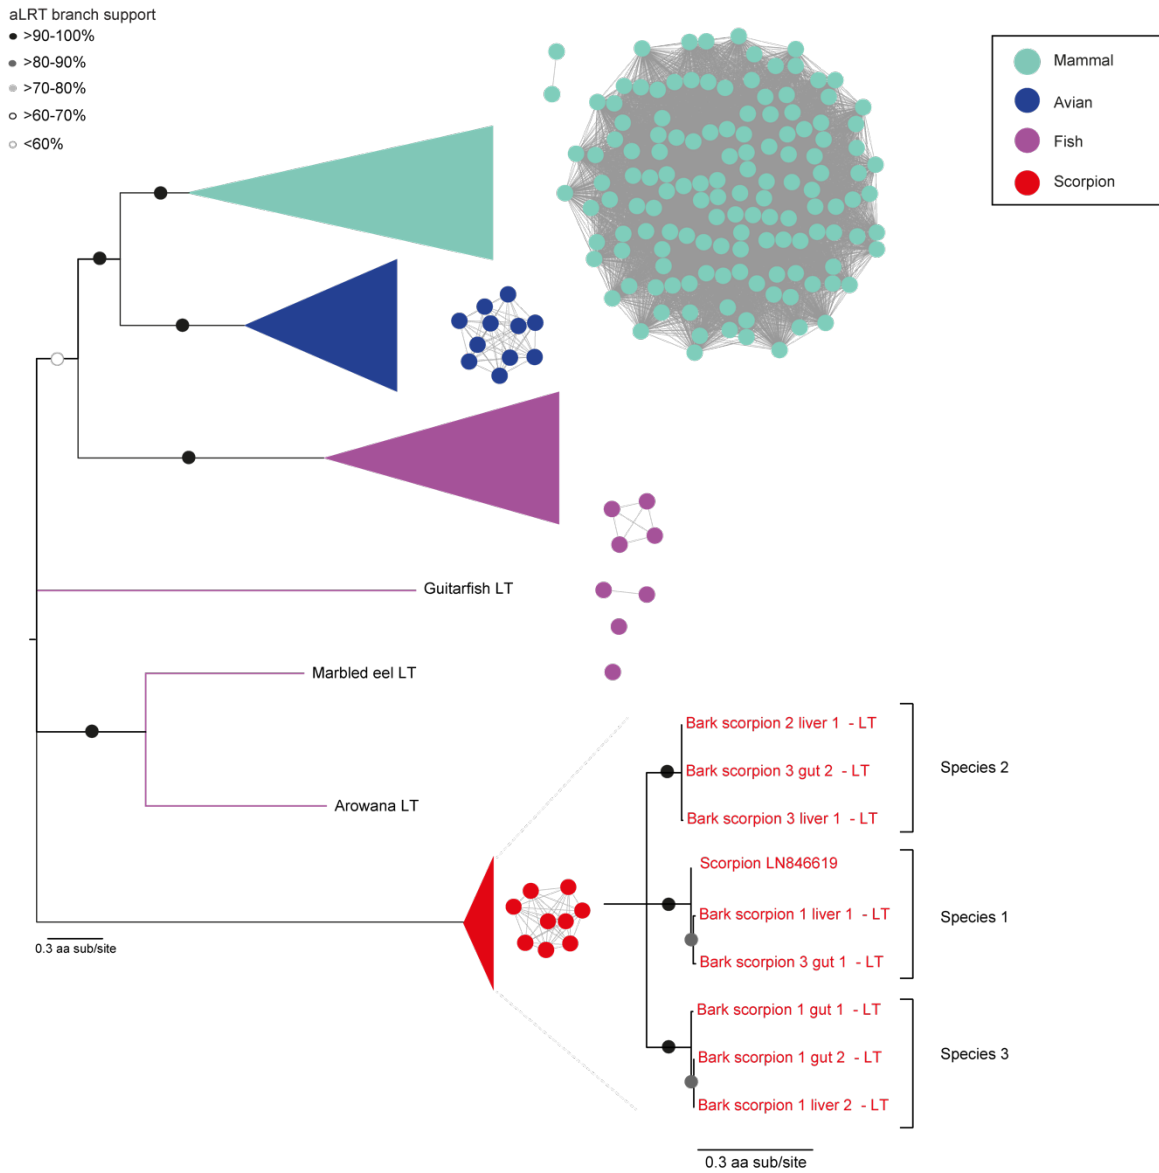 aLRT branch support
>90-100%
>80-90%
>70-80%
>60-70%
<60%
Mammal
Avian
Fish
Scorpion
Guitarfish LT
Marbled eel LT
Arowana LT
0.3 aa sub/site
Bark scorpion 2 liver 1 - LT
Bark scorpion 3 gut 2 - LT
Bark scorpion 3 liver 1 - LT
Species 2
Scorpion LN846619
Bark scorpion 1 liver 1 - LT
Bark scorpion 3 gut 1 - LT
Species 1
Bark scorpion 1 gut 1 - LT
Bark scorpion 1 gut 2 - LT
Bark scorpion 1 liver 2 - LT
Species 3
0.3 aa sub/site